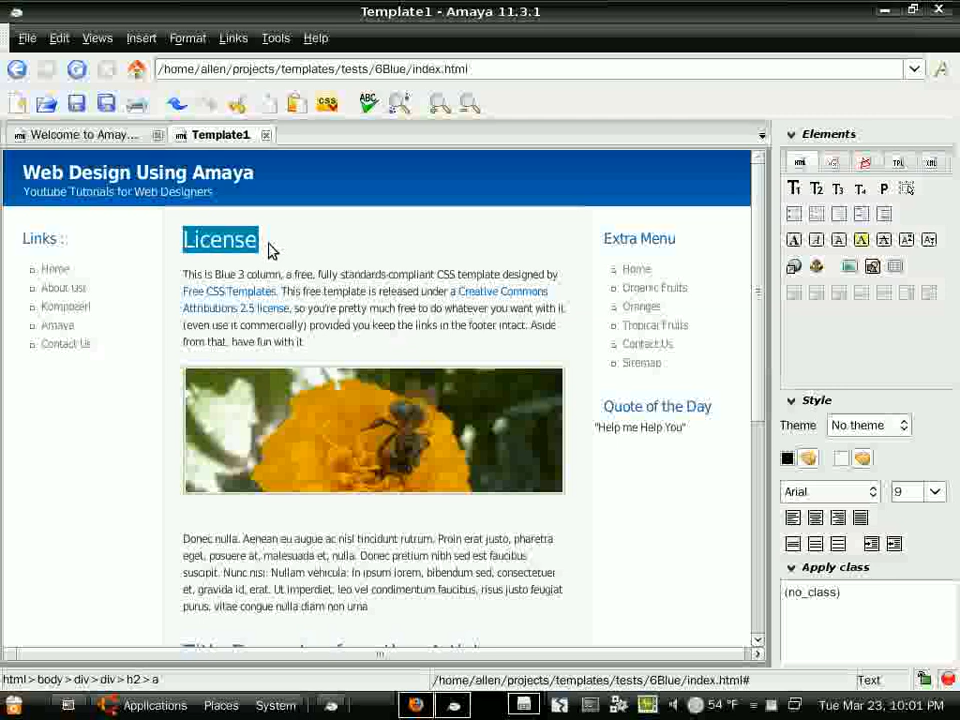 Template1 - Amaya 11.3.1
File Edit Views Insert Format Links Tools Help
/home/allen/projects/templates/tests/6Blue/index.html
CSS ABC
Welcome to Amay... Template1
Elements
Web Design Using Amaya
Youtube Tutorials for Web Designers
Links ::
Home
About Us!
Kompozer!
Amaya
Contact Us
License
This is Blue 3 column, a free, fully standards-compliant CSS template designed by
Free CSS Templates. This free template is released under a Creative Commons
Attributions 2.5 license, so you're pretty much free to do whatever you want with it
(even use it commercially) provided you keep the links in the footer intact. Aside
from that, have fun with it.
Donec nulla. Aenean eu augue ac nisl tincidunt rutrum. Proin erat justo, pharetra
eget, posuere at, malesuada et, nulla. Donec pretium nibh sed est faucibus
suscipit. Nunc nisi. Nullam vehicula. In ipsum lorem, bibendum sed, consectetuer
et, gravida id, erat. Ut imperdiet, leo vel condimentum faucibus, risus justo feugiat
purus, vitae congue nulla diam non urna
Extra Menu
Home
Organic Fruits
Oranges
Tropical Fruits
Contact Us
Sitemap
Quote of the Day
"Help me Help You"
T1 T2 T3 T4 P
Style
Theme No theme
Arial 9
Apply class
(no_class)
html > body > div > div > h2 > a
/home/allen/projects/templates/tests/6Blue/index.html#
Text
Applications Places System
54 °F
Tue Mar 23, 10:01 PM